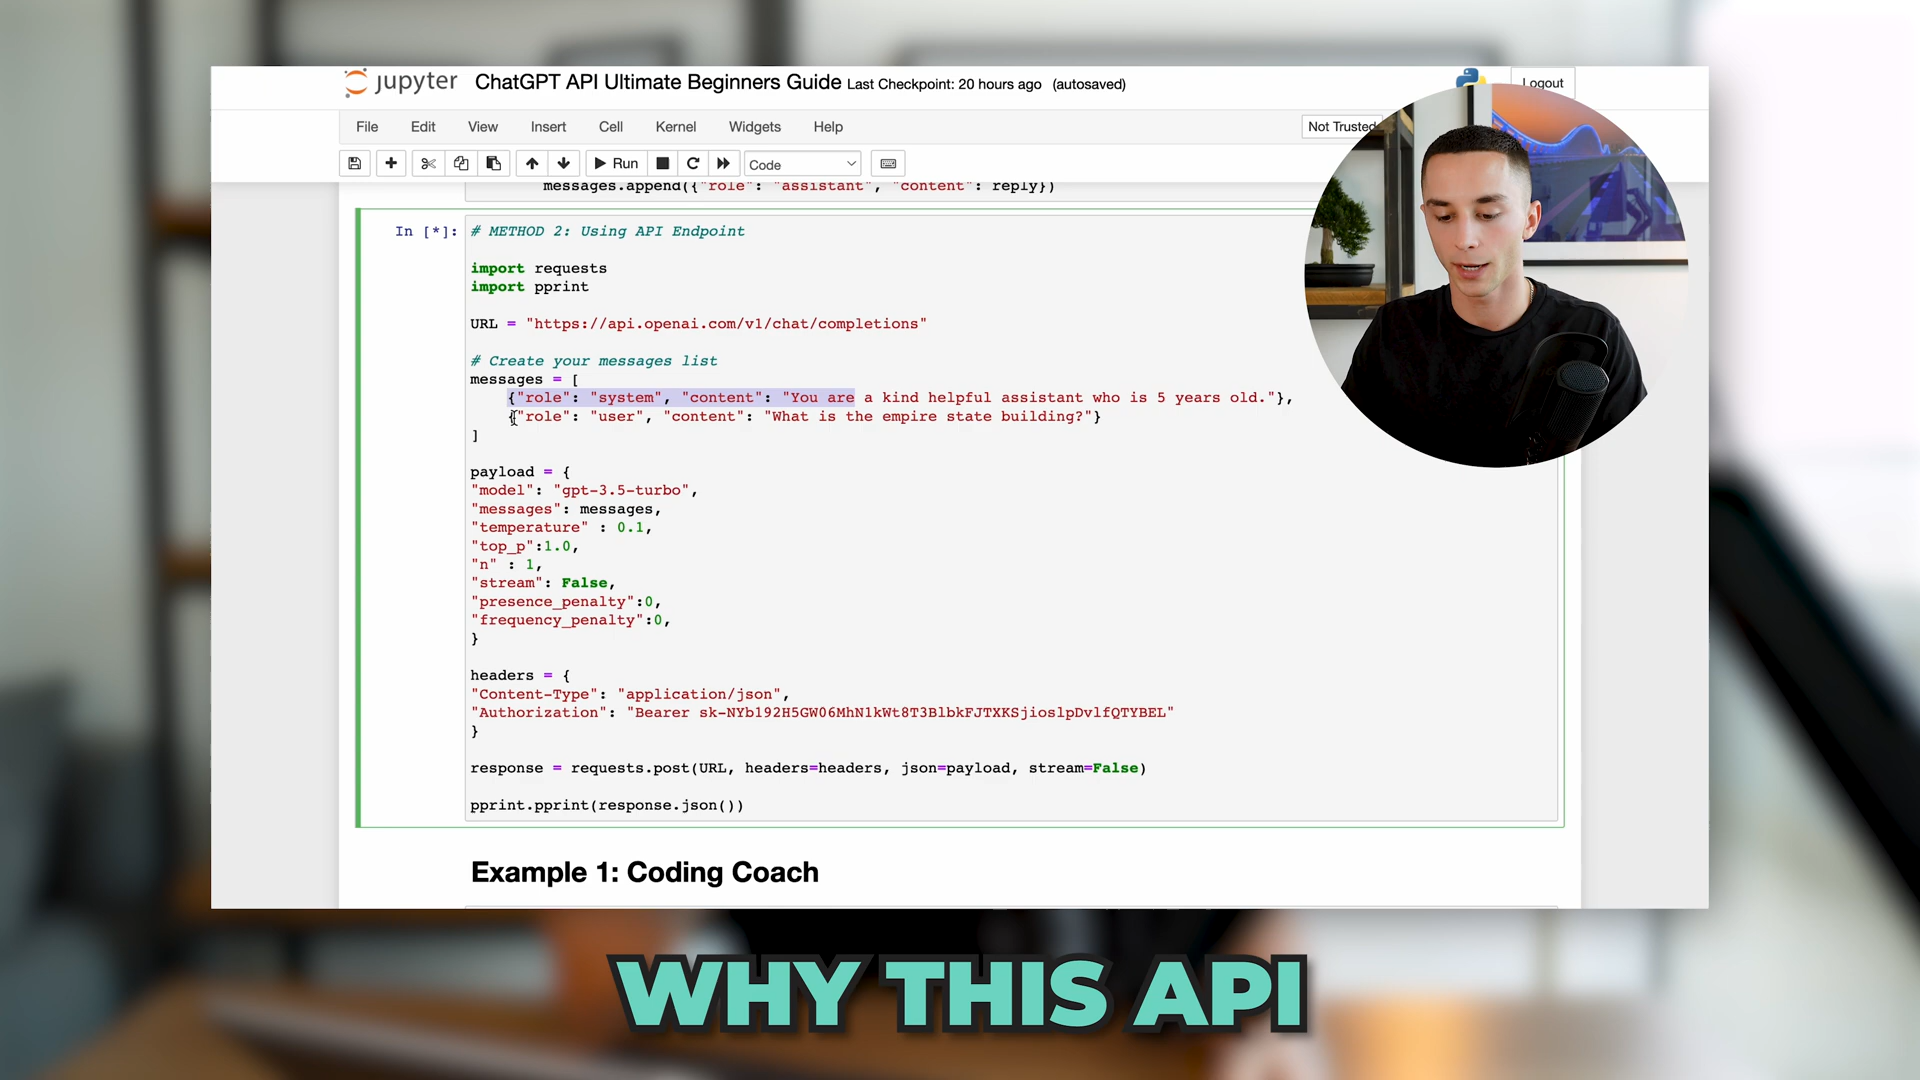 jupyter ChatGPT API Ultimate Beginners Guide Last Checkpoint: 20 hours ago (autosaved)
Logout
File Edit View Insert Cell Kernel Widgets Help
Not Trusted
Run Code
messages.append({"role": "assistant", "content": reply})
In [*]: # METHOD 2: Using API Endpoint
import requests
import pprint
URL = "https://api.openai.com/v1/chat/completions"
# Create your messages list
messages = [
{"role": "system", "content": "You are a kind helpful assistant who is 5 years old."},
{"role": "user", "content": "What is the empire state building?"}
]
payload = {
"model": "gpt-3.5-turbo",
"messages": messages,
"temperature" : 0.1,
"top_p":1.0,
"n" : 1,
"stream": False,
"presence_penalty":0,
"frequency_penalty":0,
}
headers = {
"Content-Type": "application/json",
"Authorization": "Bearer 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"
}
response = requests.post(URL, headers=headers, json=payload, stream=False)
pprint.pprint(response.json())
Example 1: Coding Coach
WHY THIS API